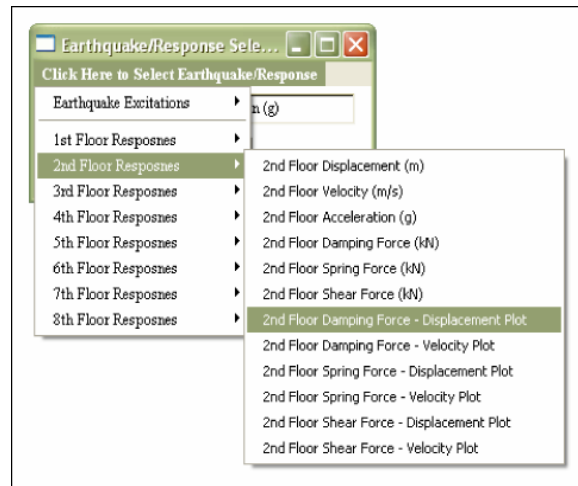 Earthquake/Response Sele...
Click Here to Select Earthquake/Response
Earthquake Excitations
n (g)
1st Floor Resposnes
2nd Floor Resposnes
3rd Floor Resposnes
4th Floor Resposnes
5th Floor Resposnes
6th Floor Resposnes
7th Floor Resposnes
8th Floor Resposnes
2nd Floor Displacement (m)
2nd Floor Velocity (m/s)
2nd Floor Acceleration (g)
2nd Floor Damping Force (kN)
2nd Floor Spring Force (kN)
2nd Floor Shear Force (kN)
2nd Floor Damping Force - Displacement Plot
2nd Floor Damping Force - Velocity Plot
2nd Floor Spring Force - Displacement Plot
2nd Floor Spring Force - Velocity Plot
2nd Floor Shear Force - Displacement Plot
2nd Floor Shear Force - Velocity Plot